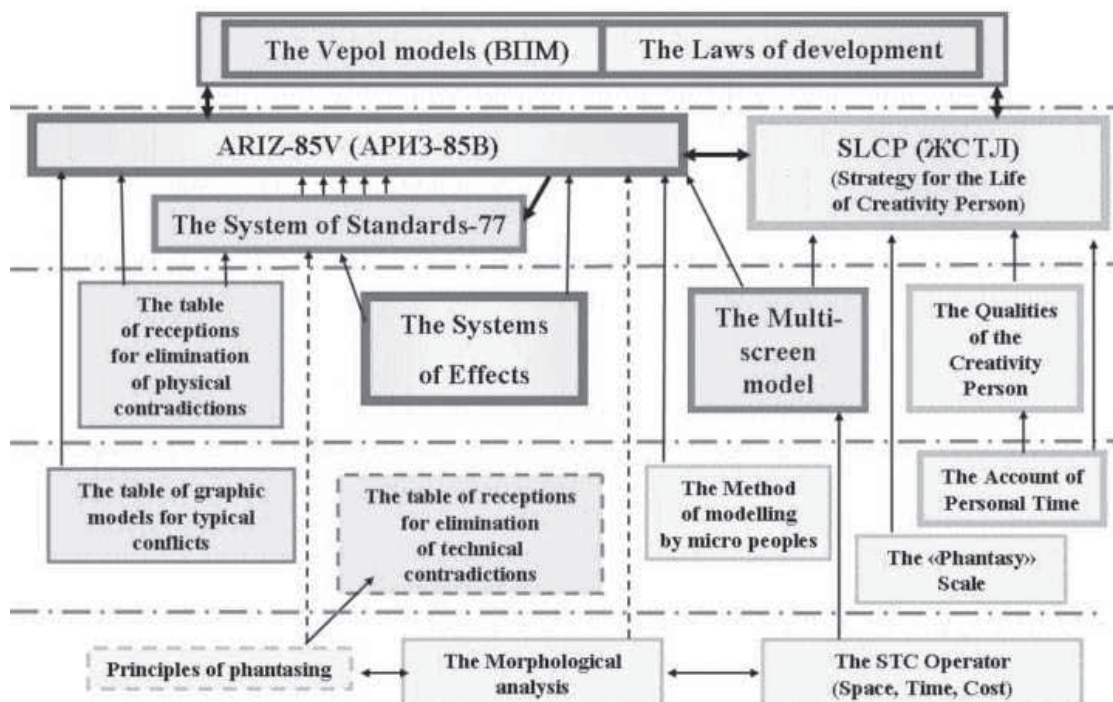 The Vepol models (ВПМ)
The Laws of development
ARIZ-85V (АРИЗ-85В)
SLCP (ЖСТЛ)
(Strategy for the Life
of Creativity Person)
The System of Standards-77
The table
of receptions
for elimination
of physical
contradictions
The Systems
of Effects
The Multi-
screen
model
The Qualities
of the
Creativity
Person
The table of graphic
models for typical
conflicts
The table of receptions
for elimination
of technical
contradictions
The Method
of modelling
by micro peoples
The Account of
Personal Time
The «Phantasy»
Scale
Principles of phantasing
The Morphological
analysis
The STC Operator
(Space, Time, Cost)